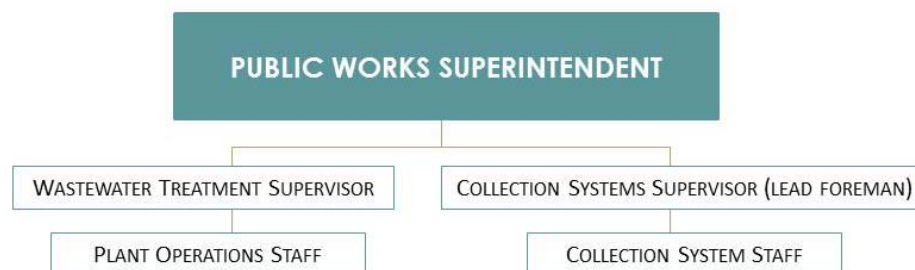 PUBLIC WORKS SUPERINTENDENT
WASTEWATER TREATMENT SUPERVISOR
COLLECTION SYSTEMS SUPERVISOR (LEAD FOREMAN)
PLANT OPERATIONS STAFF
COLLECTION SYSTEM STAFF